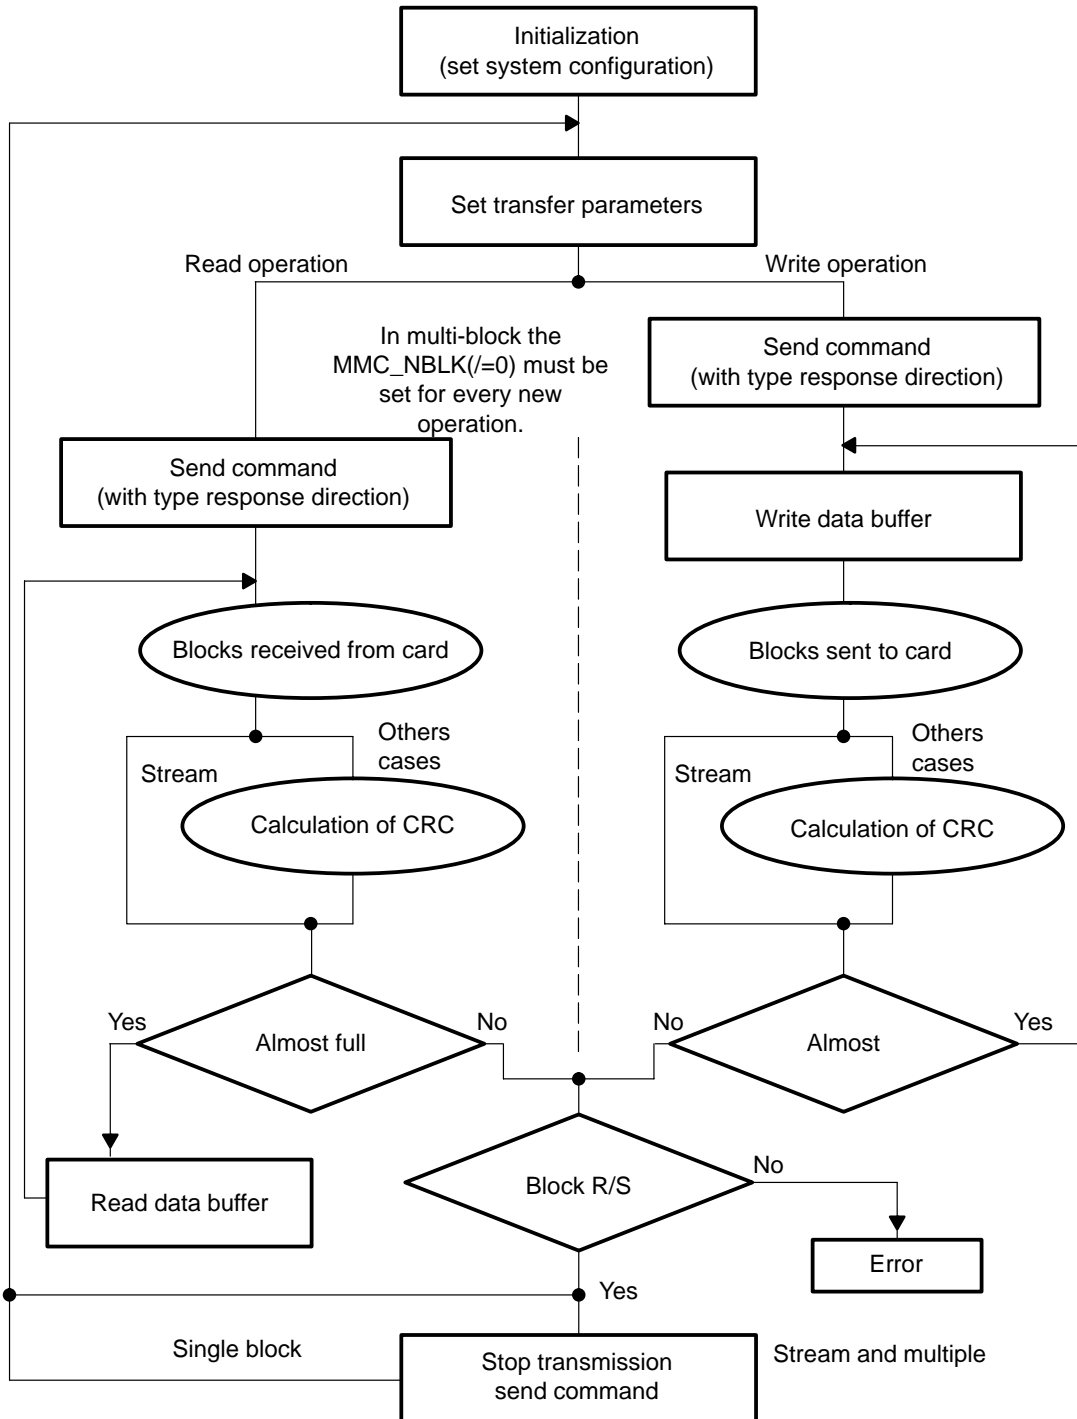 Initialization
(set system configuration)
Set transfer parameters
Read operation
Write operation
In multi-block the
MMC_NBLK(/=0) must be
set for every new
operation.
Send command
(with type response direction)
Send command
(with type response direction)
Write data buffer
Blocks received from card
Blocks sent to card
Others
cases
Stream
Calculation of CRC
Others
cases
Stream
Calculation of CRC
Yes
Almost full
No
No
Almost
Yes
Read data buffer
Block R/S
No
Error
Yes
Single block
Stop transmission
send command
Stream and multiple